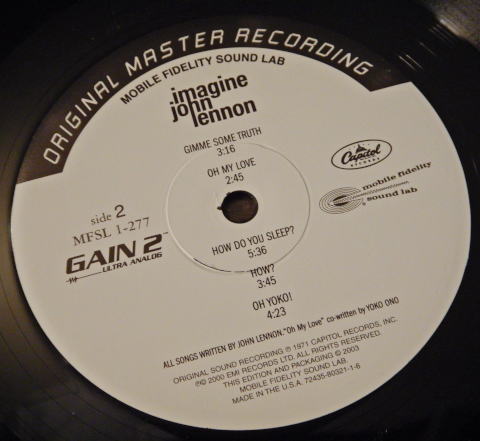 ORIGINAL MASTER RECORDING
MOBILE FIDELITY SOUND LAB
imagine
john
lennon
GIMME SOME TRUTH
3:16
OH MY LOVE
2:45
Capitol
RECORDS
mobile fidelity
sound lab
side 2
MFSL 1-277
GAIN 2
ULTRA ANALOG
HOW DO YOU SLEEP?
5:36
HOW?
3:45
OH YOKO!
4:23
ALL SONGS WRITTEN BY JOHN LENNON."Oh My Love" co-written by YOKO ONO
ORIGINAL SOUND RECORDING ℗ 1971 CAPITOL RECORDS, INC.
℗© 2000 EMI RECORDS LTD. ALL RIGHTS RESERVED.
THIS EDITION AND PACKAGING © 2003
MOBILE FIDELITY SOUND LAB.
MADE IN THE U.S.A. 72435-80321-1-6